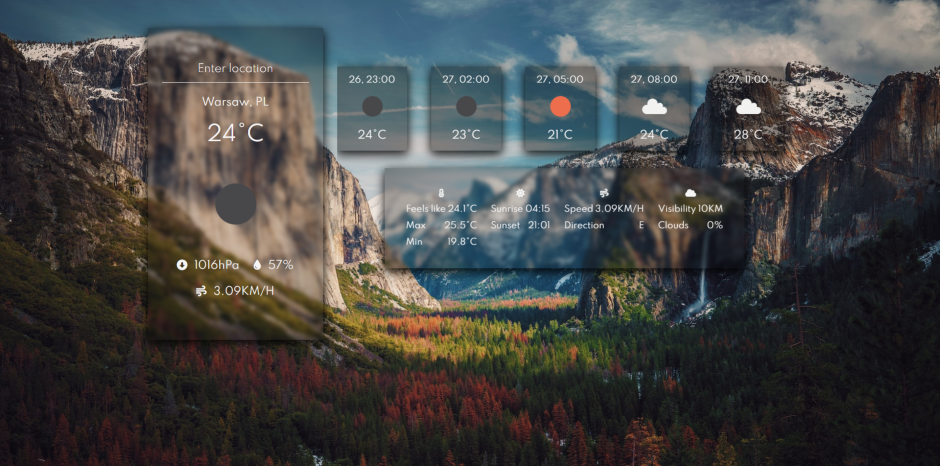 Enter location
Warsaw, PL
24°C
1016hPa 57%
3.09KM/H
26, 23:00
24°C
27, 02:00
23°C
27, 05:00
21°C
27, 08:00
24°C
27, 11:00
28°C
Feels like 24.1°C
Max 25.5°C
Min 19.8°C
Sunrise 04:15
Sunset 21:01
Speed 3.09KM/H
Direction E
Visibility 10KM
Clouds 0%